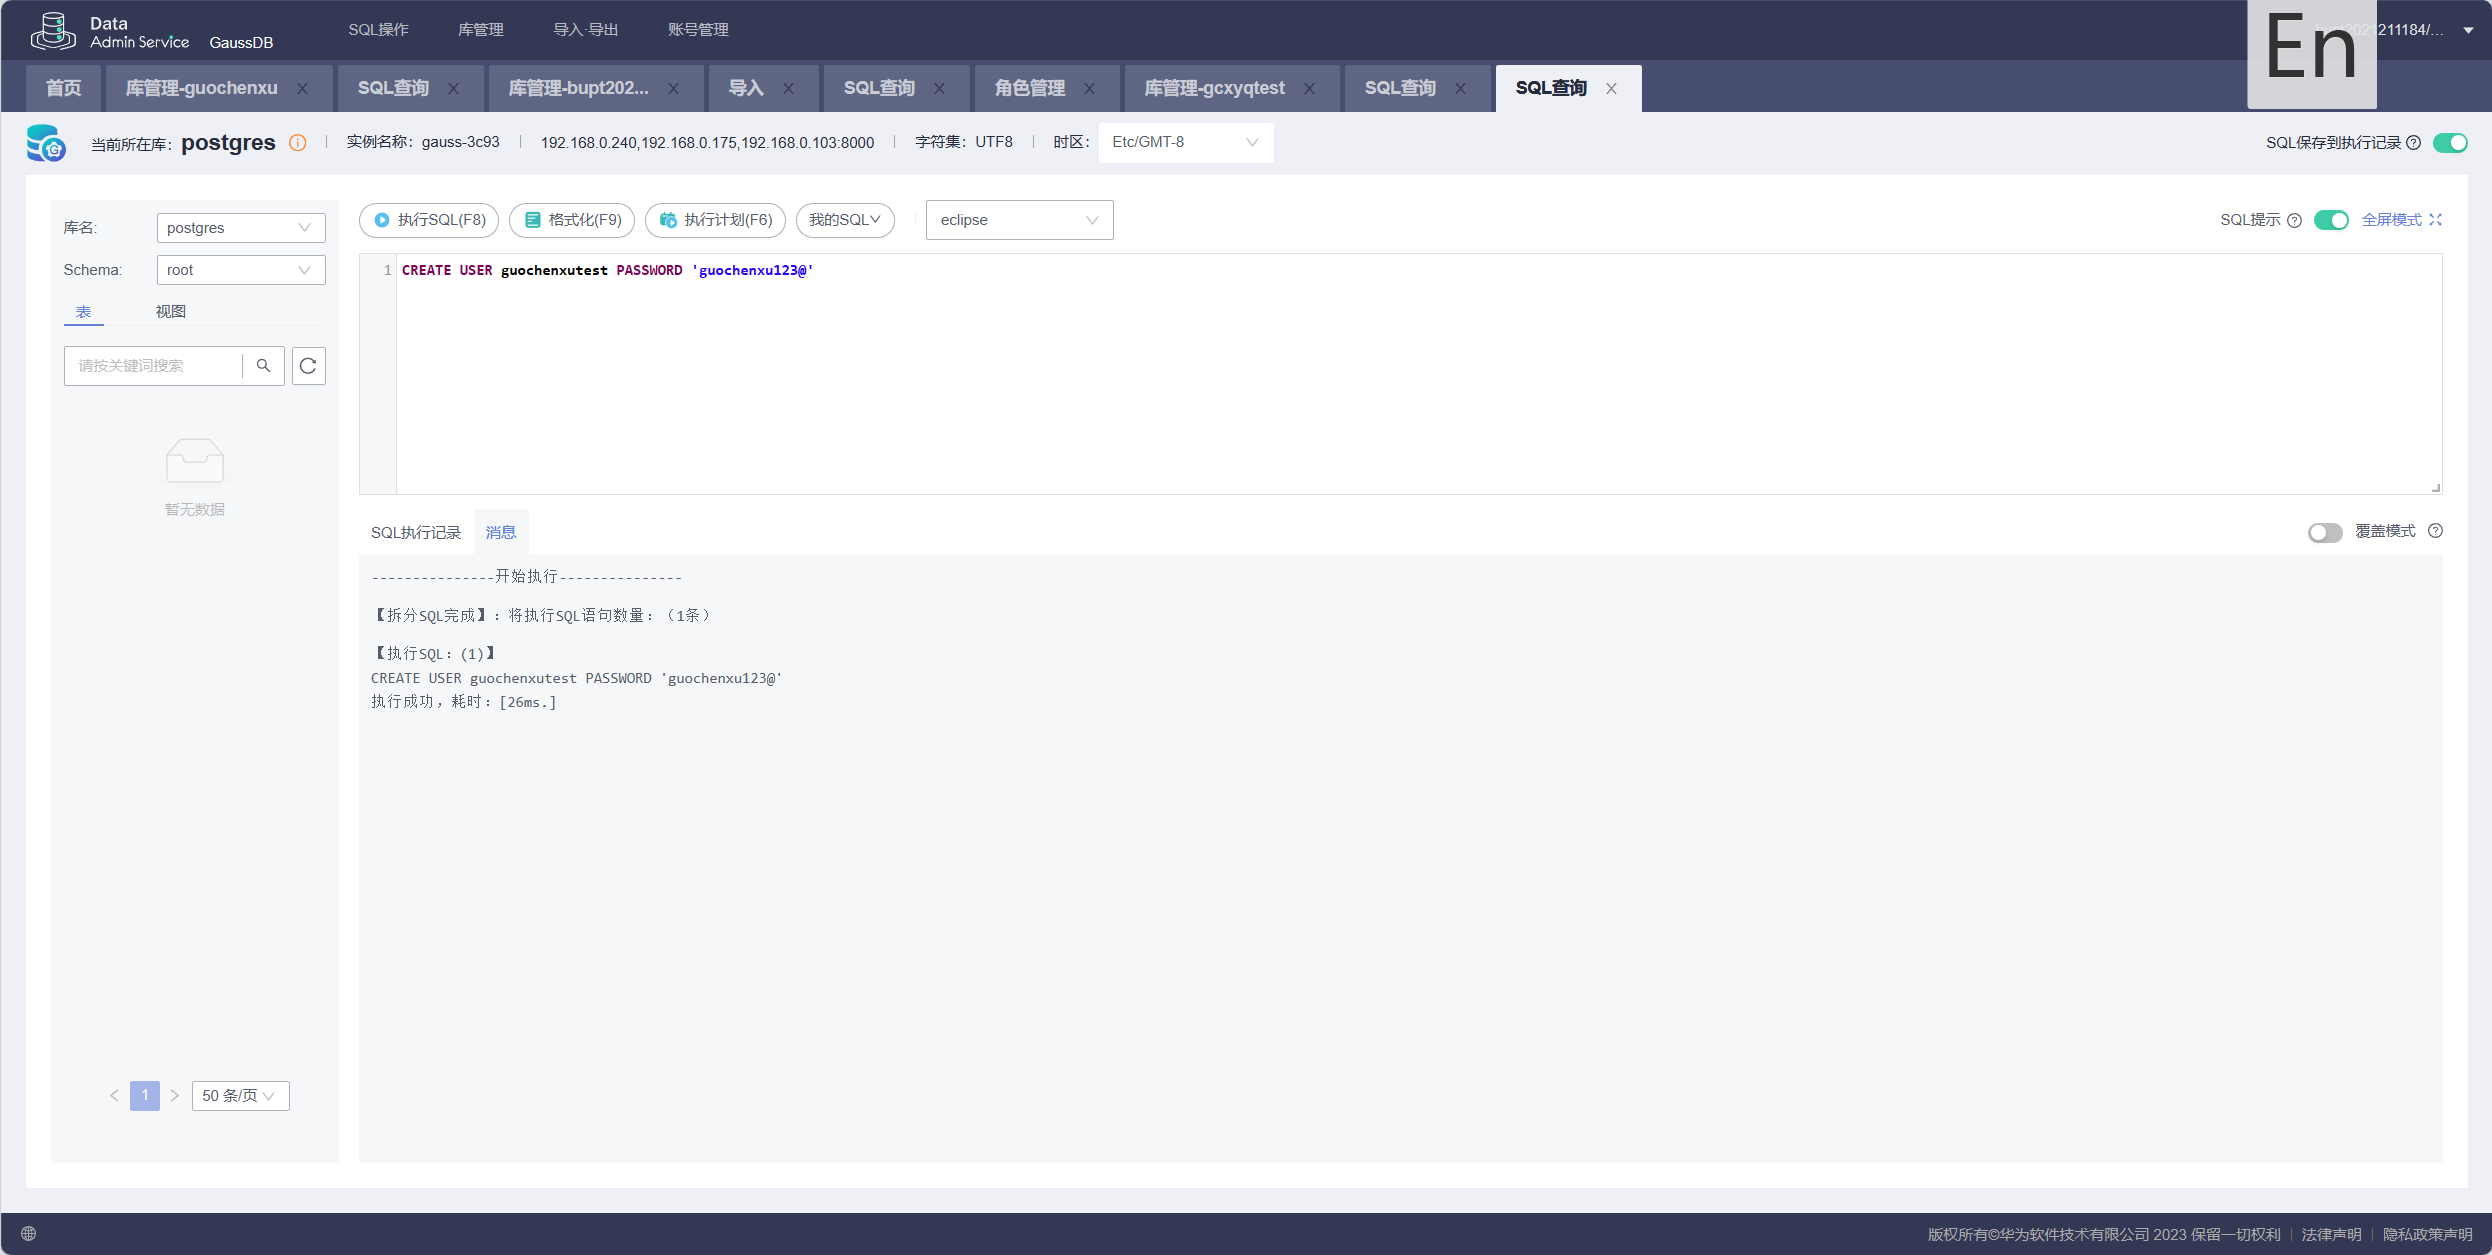 Data
Admin Service GaussDB SQL操作 库管理 导入·导出 账号管理 211184/...
En
首页 库管理-guochenxu SQL查询 库管理-bupt202... 导入 SQL查询 角色管理 库管理-gcxyqtest SQL查询 SQL查询
当前所在库: postgres 实例名称: gauss-3c93 192.168.0.240,192.168.0.175,192.168.0.103:8000 字符集: UTF8 时区: Etc/GMT-8 SQL保存到执行记录
库名: postgres
Schema: root
表 视图
请按关键词搜索
暂无数据
1 50 条/页
执行SQL(F8) 格式化(F9) 执行计划(F6) 我的SQL eclipse SQL提示 全屏模式
1 CREATE USER guochenxutest PASSWORD 'guochenxu123@'
SQL执行记录 消息 覆盖模式
---------------开始执行---------------
【拆分SQL完成】: 将执行SQL语句数量: (1条)
【执行SQL: (1)】
CREATE USER guochenxutest PASSWORD 'guochenxu123@'
执行成功, 耗时: [26ms.]
版权所有©华为软件技术有限公司 2023 保留一切权利 法律声明 隐私政策声明